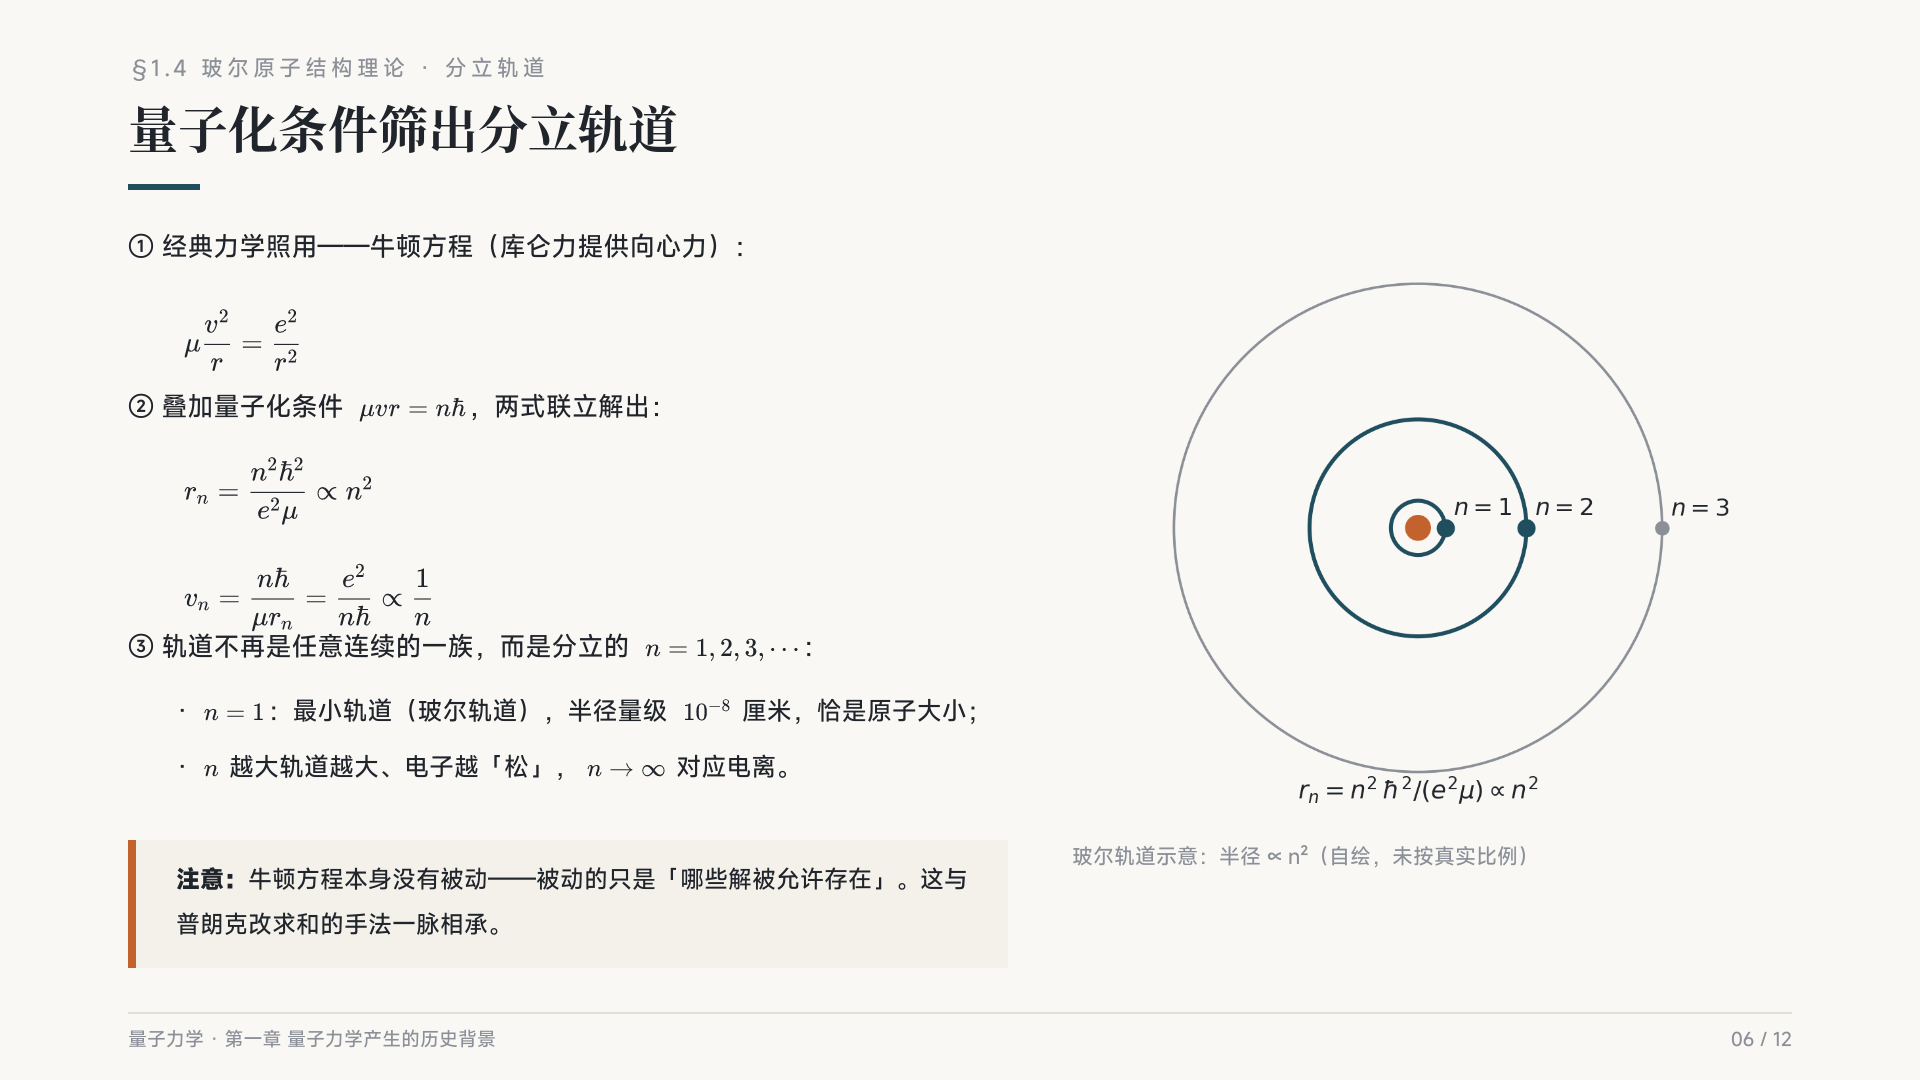 §1.4 玻尔原子结构理论 · 分立轨道
量子化条件筛出分立轨道
① 经典力学照用——牛顿方程（库仑力提供向心力）:
μ v²/r = e²/r²
② 叠加量子化条件 μvr = nħ，两式联立解出：
rₙ = n²ħ²/e²μ ∝ n²
vₙ = nħ/μrₙ = e²/nħ ∝ 1/n
③ 轨道不再是任意连续的一族，而是分立的 n = 1, 2, 3, ⋯：
· n = 1：最小轨道（玻尔轨道），半径量级 10⁻⁸ 厘米，恰是原子大小；
· n 越大轨道越大、电子越「松」， n → ∞ 对应电离。
注意：牛顿方程本身没有被动——被动的只是「哪些解被允许存在」。这与
普朗克改求和的手法一脉相承。
n = 1
n = 2
n = 3
rₙ = n² ħ²/(e²μ) ∝ n²
玻尔轨道示意：半径 ∝ n²（自绘，未按真实比例）
量子力学 · 第一章 量子力学产生的历史背景
06 / 12